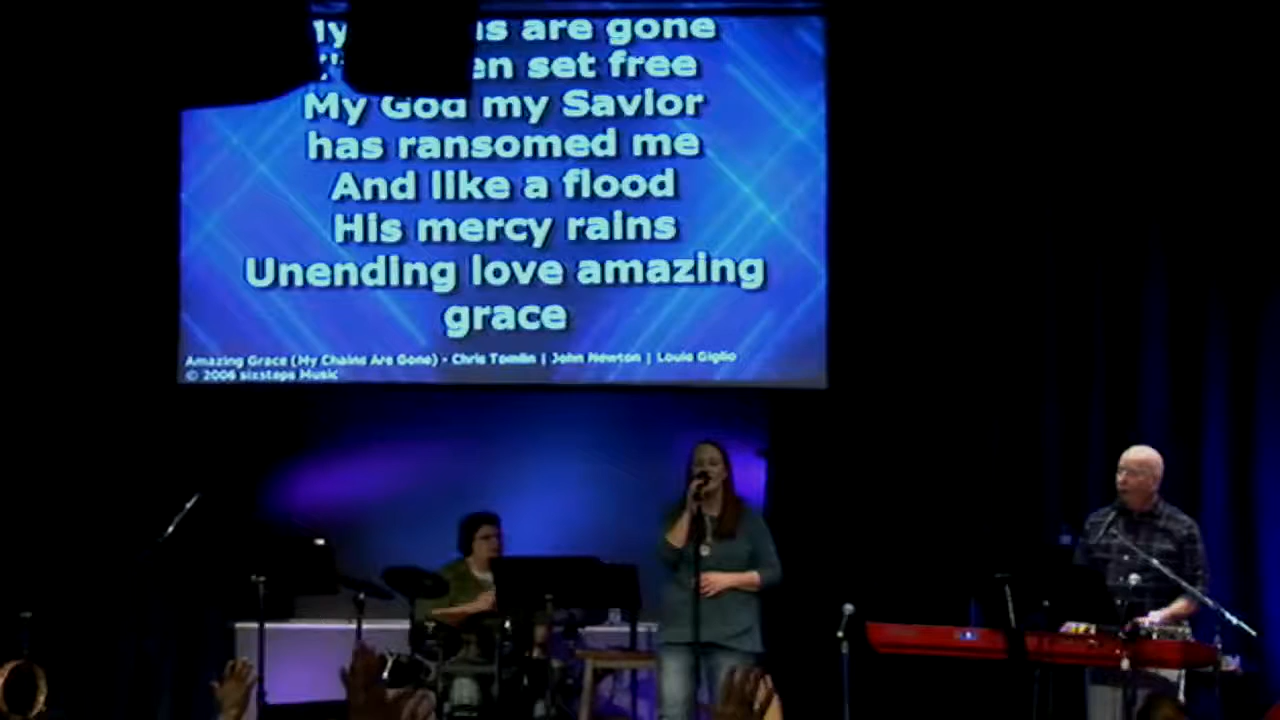 are gone
set free
My God my Savior
has ransomed me
And like a flood
His mercy rains
Unending love amazing
grace
Amazing Grace (My Chains Are Gone) - Chris Tomlin | John Newton | Louie Giglio
© 2006 sixsteps Music